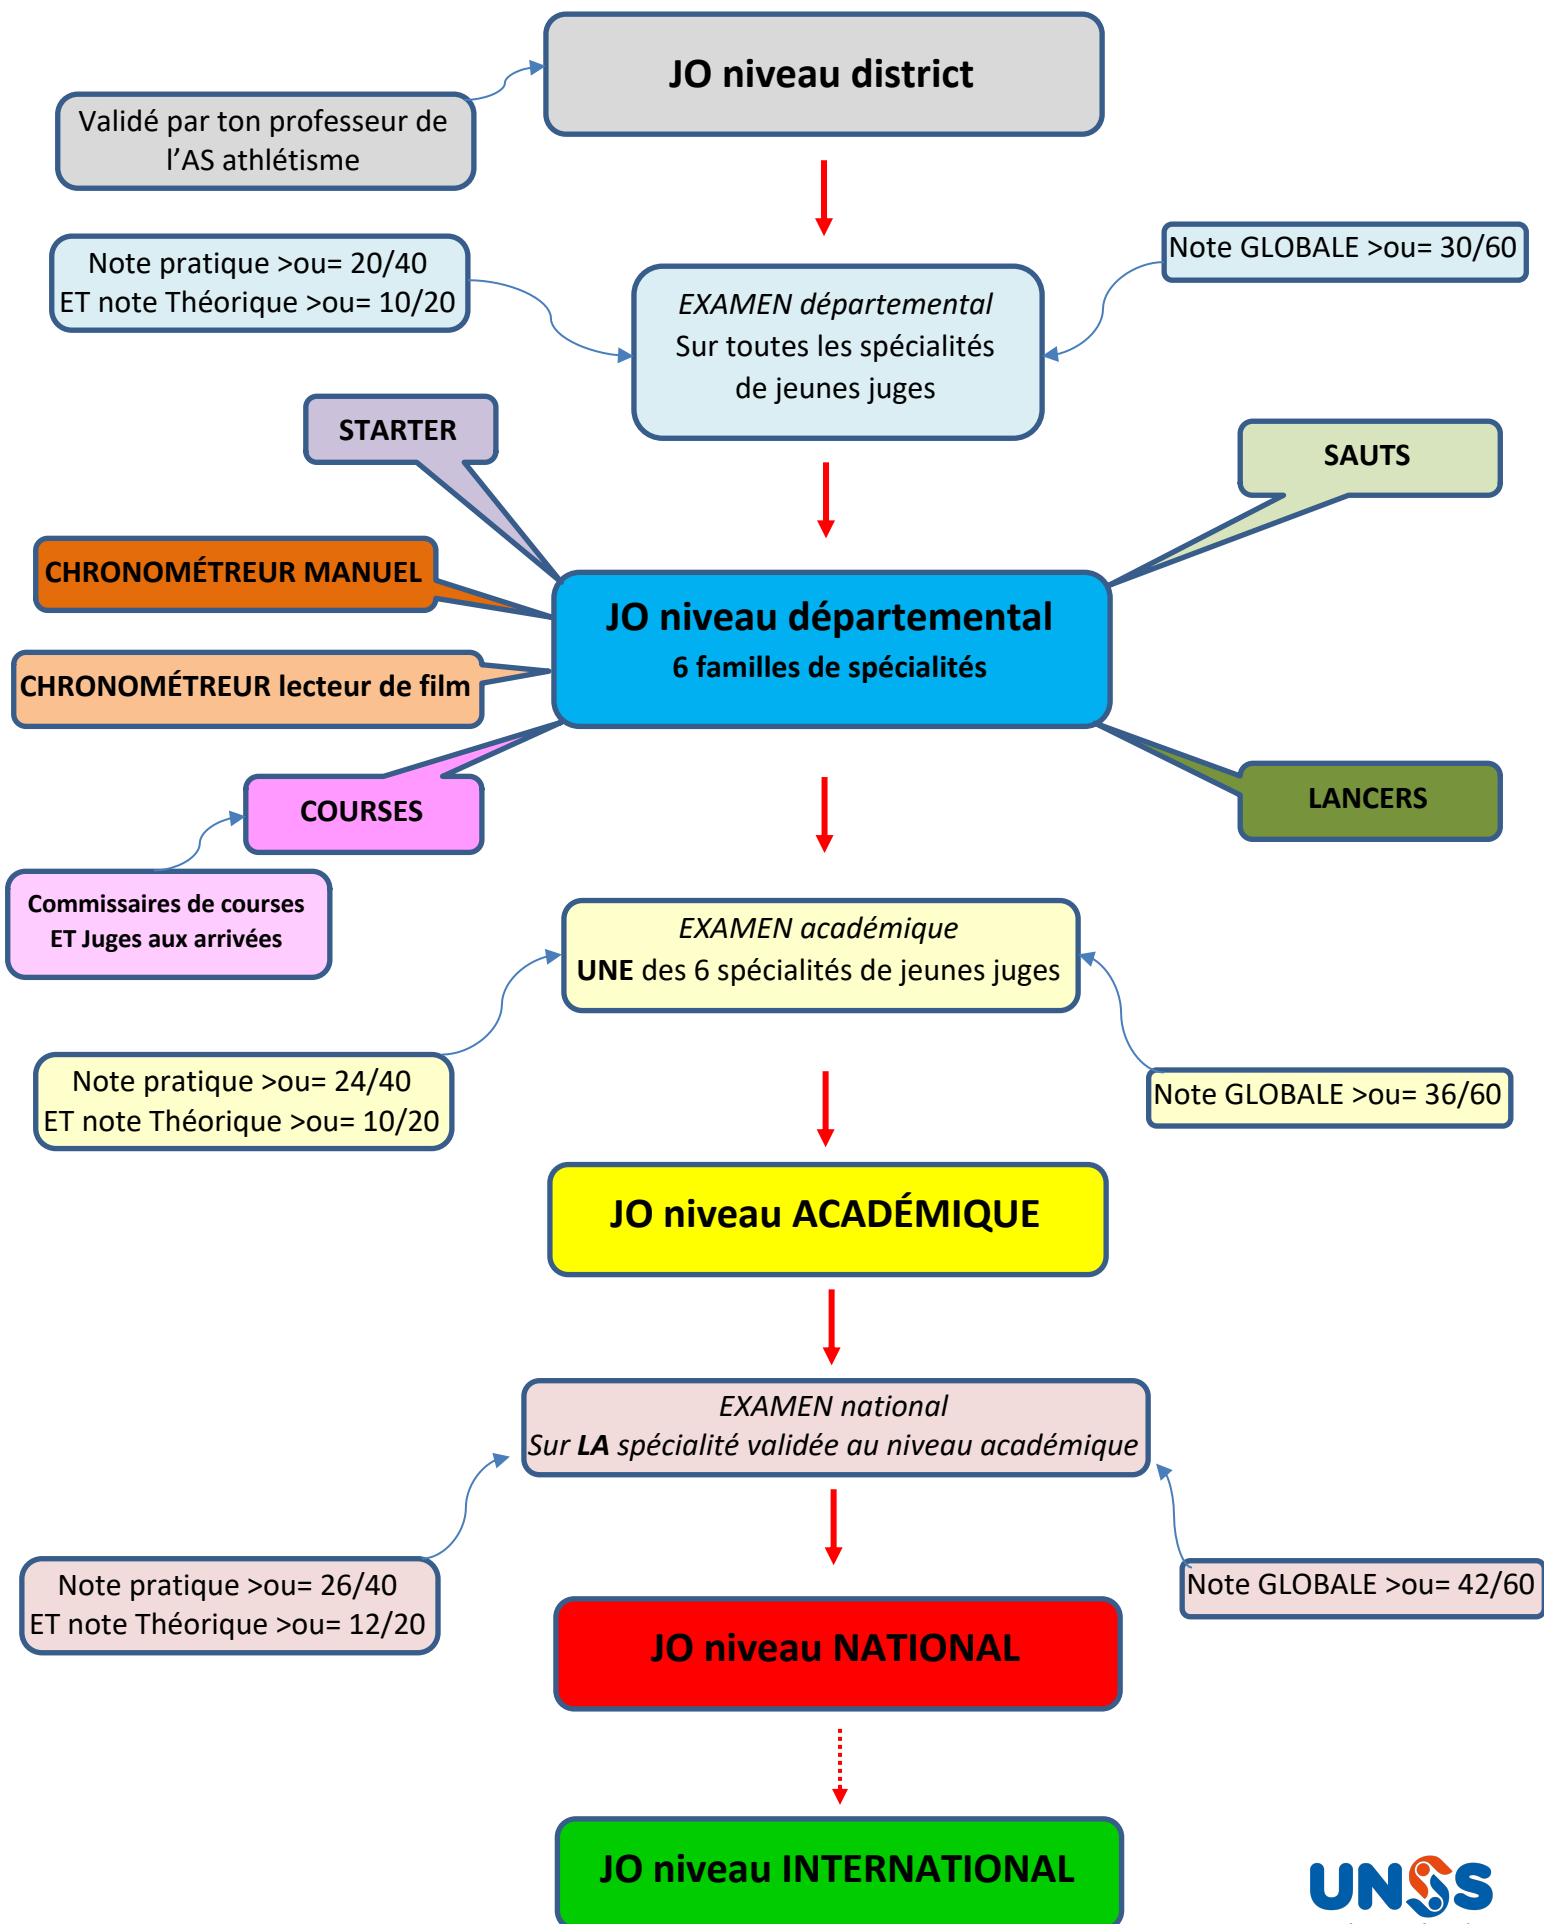 JO niveau district
Validé par ton professeur de
l’AS athlétisme
Note pratique >ou= 20/40
ET note Théorique >ou= 10/20
Note GLOBALE >ou= 30/60
EXAMEN départemental
Sur toutes les spécialités
de jeunes juges
STARTER
SAUTS
CHRONOMÉTREUR MANUEL
JO niveau départemental
6 familles de spécialités
CHRONOMÉTREUR lecteur de film
COURSES
LANCERS
Commissaires de courses
ET Juges aux arrivées
EXAMEN académique
UNE des 6 spécialités de jeunes juges
Note pratique >ou= 24/40
ET note Théorique >ou= 10/20
Note GLOBALE >ou= 36/60
JO niveau ACADÉMIQUE
EXAMEN national
Sur LA spécialité validée au niveau académique
Note pratique >ou= 26/40
ET note Théorique >ou= 12/20
Note GLOBALE >ou= 42/60
JO niveau NATIONAL
JO niveau INTERNATIONAL
UNSS